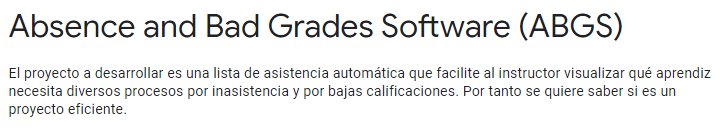 Absence and Bad Grades Software (ABGS)
El proyecto a desarrollar es una lista de asistencia automática que facilite al instructor visualizar qué aprendiz
necesita diversos procesos por inasistencia y por bajas calificaciones. Por tanto se quiere saber si es un
proyecto eficiente.